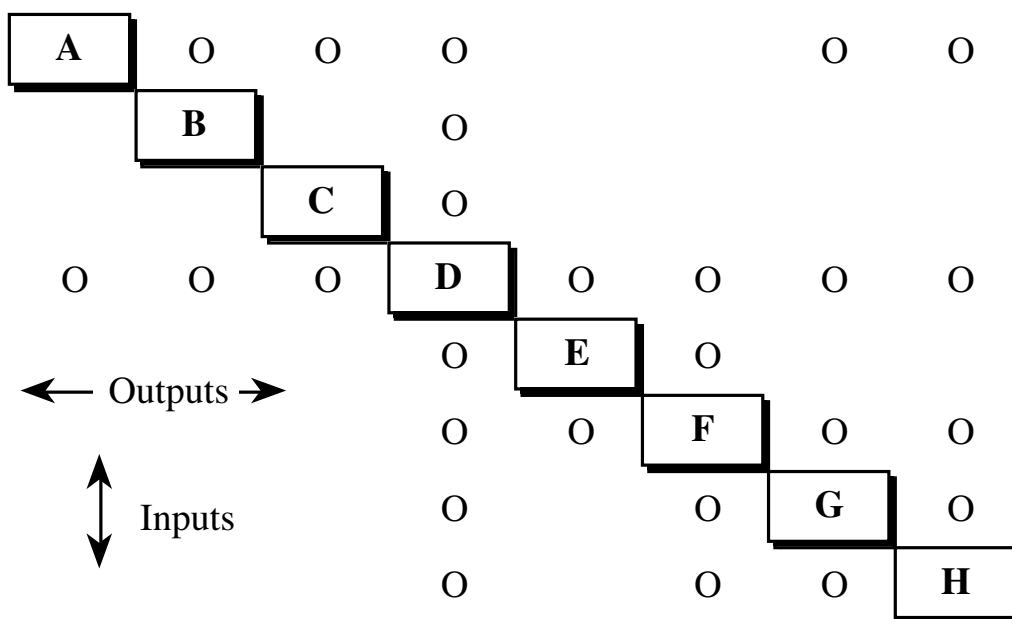 A O O O O O
B O
C O
O O O D O O O O
O E O
Outputs
O O F O O
Inputs
O O G O
O O O H